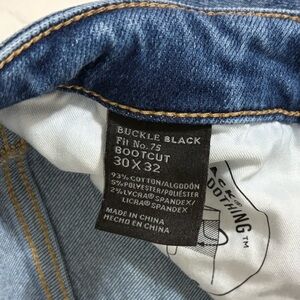 BUCKLE BLACK
Fit No. 75
BOOTCUT
30 X 32
93% COTTON/ALGODÓN
5% POLYESTER/POLIÉSTER
2% LYCRA® SPANDEX/
LICRA® SPANDEX
MADE IN CHINA
HECHO EN CHINA